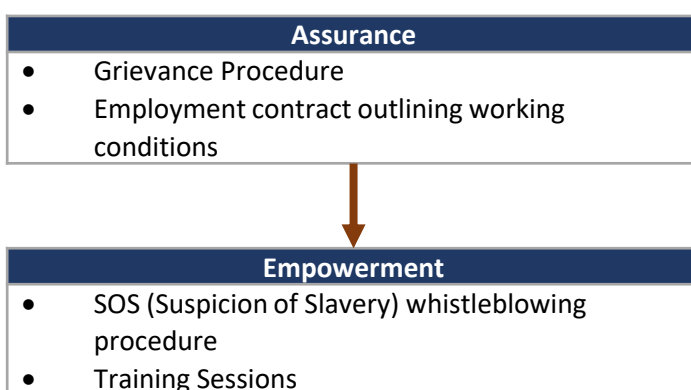 Assurance
• Grievance Procedure
• Employment contract outlining working
conditions
Empowerment
• SOS (Suspicion of Slavery) whistleblowing
procedure
• Training Sessions